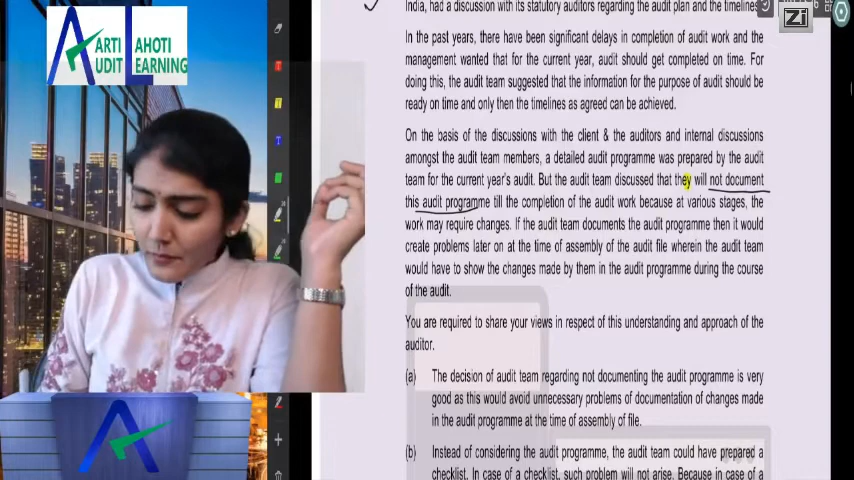 ARTI LAHOTI
AUDIT LEARNING
Zi
India, had a discussion with its statutory auditors regarding the audit plan and the timelines
In the past years, there have been significant delays in completion of audit work and the
management wanted that for the current year, audit should get completed on time. For
doing this, the audit team suggested that the information for the purpose of audit should be
ready on time and only then the timelines as agreed can be achieved.
On the basis of the discussions with the client & the auditors and internal discussions
amongst the audit team members, a detailed audit programme was prepared by the audit
team for the current year's audit. But the audit team discussed that they will not document
this audit programme till the completion of the audit work because at various stages, the
work may require changes. If the audit team documents the audit programme then it would
create problems later on at the time of assembly of the audit file wherein the audit team
would have to show the changes made by them in the audit programme during the course
of the audit.
You are required to share your views in respect of this understanding and approach of the
auditor.
(a) The decision of audit team regarding not documenting the audit programme is very
good as this would avoid unnecessary problems of documentation of changes made
in the audit programme at the time of assembly of file.
(b) Instead of considering the audit programme, the audit team could have prepared a
checklist. In case of a checklist, such problem will not arise. Because in case of a